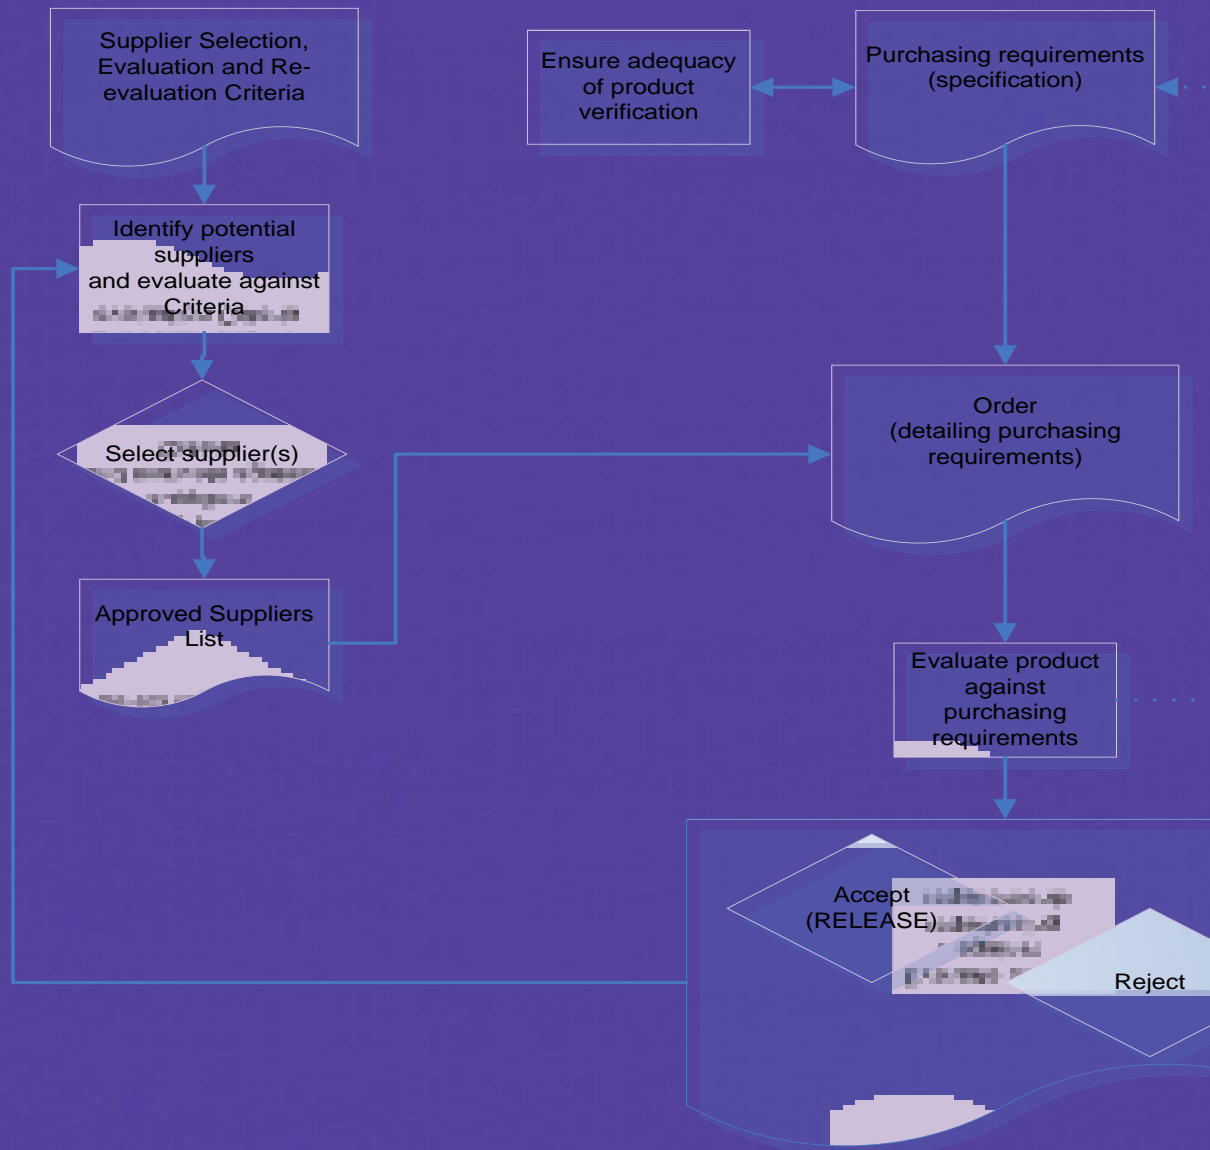 Supplier Selection,
Evaluation and Re-
evaluation Criteria
Ensure adequacy
of product
verification
Purchasing requirements
(specification)
Identify potential
suppliers
and evaluate against
Criteria
Select supplier(s)
Order
(detailing purchasing
requirements)
Approved Suppliers
List
Evaluate product
against
purchasing
requirements
Accept
(RELEASE)
Reject